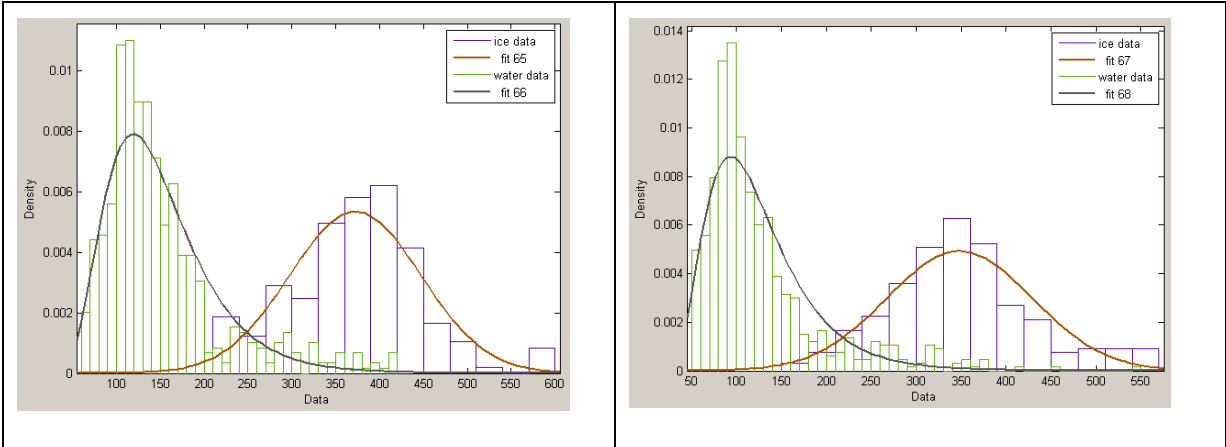 ice data
fit 65
water data
fit 66
0.01
0.008
0.006
0.004
0.002
0
Density
100 150 200 250 300 350 400 450 500 550 600
Data
ice data
fit 67
water data
fit 68
0.014
0.012
0.01
0.008
0.006
0.004
0.002
0
Density
50 100 150 200 250 300 350 400 450 500 550
Data